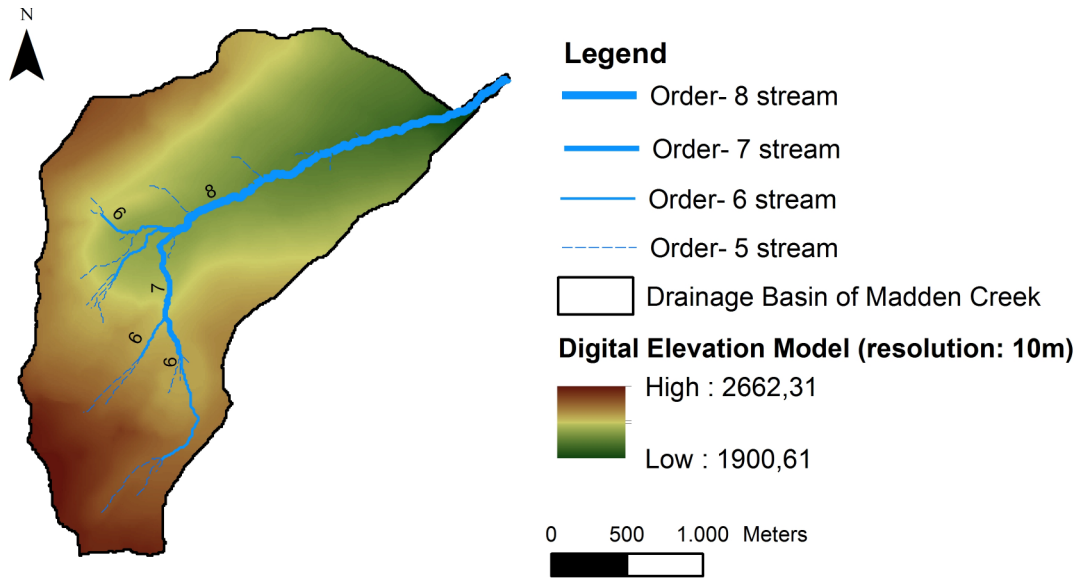 N
8
6
7
6
6
Legend
Order- 8 stream
Order- 7 stream
Order- 6 stream
Order- 5 stream
Drainage Basin of Madden Creek
Digital Elevation Model (resolution: 10m)
High : 2662,31
Low : 1900,61
0 500 1.000 Meters